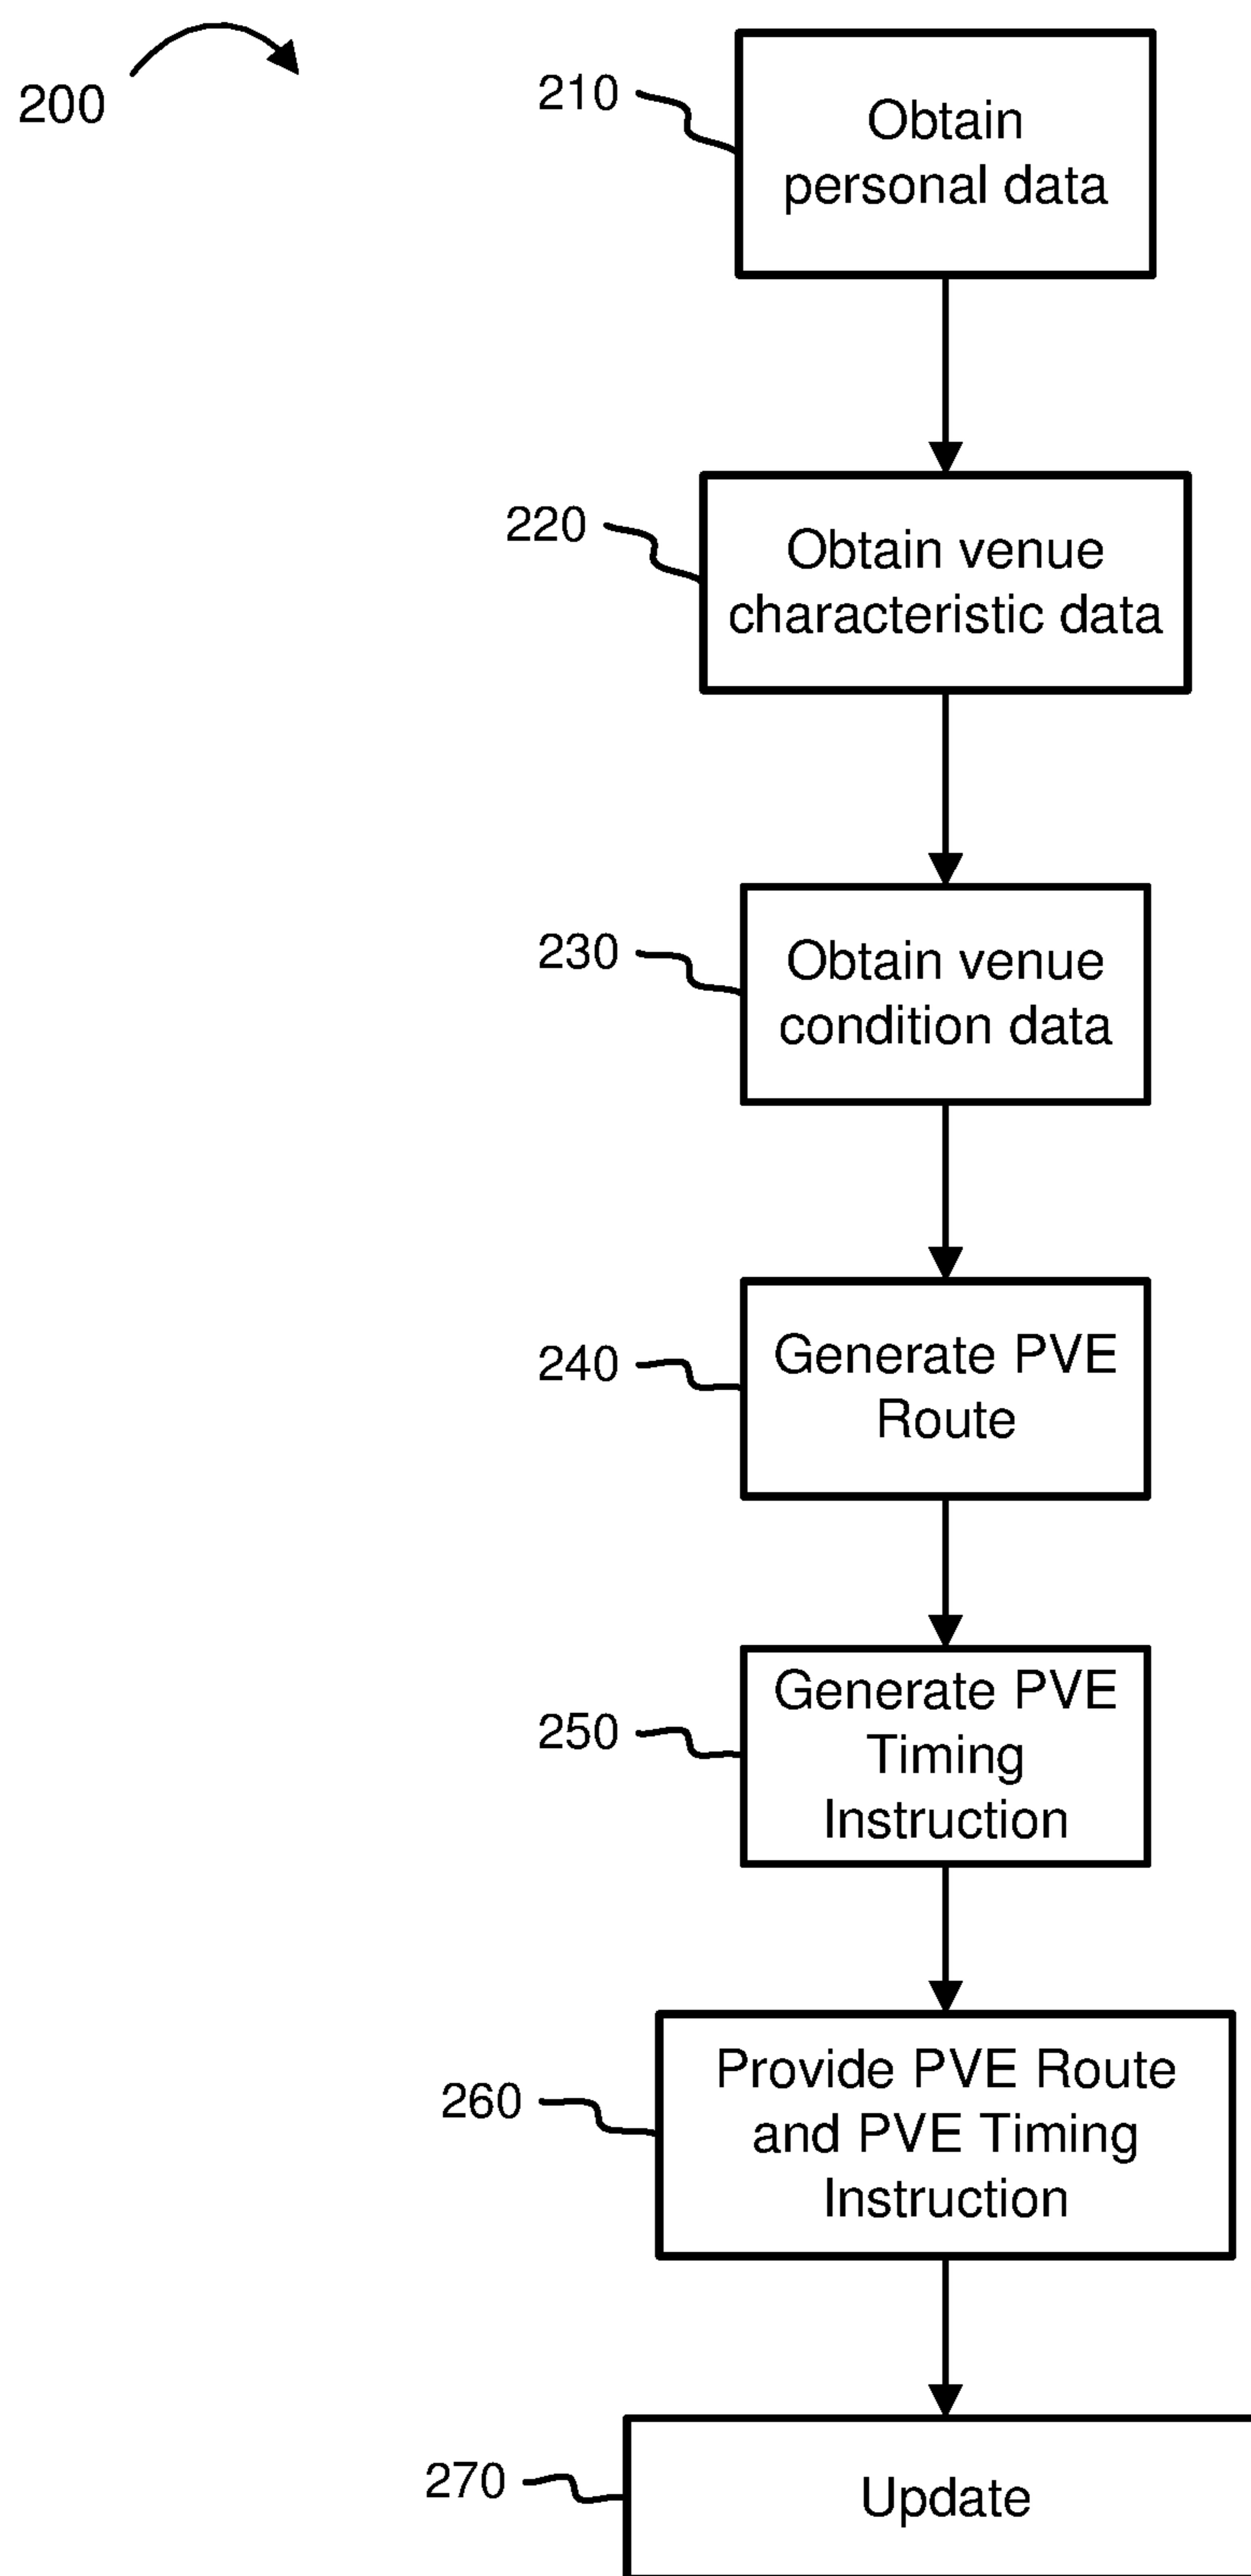 200
210
Obtain
personal data
220
Obtain venue
characteristic data
230
Obtain venue
condition data
240
Generate PVE
Route
250
Generate PVE
Timing
Instruction
260
Provide PVE Route
and PVE Timing
Instruction
270
Update